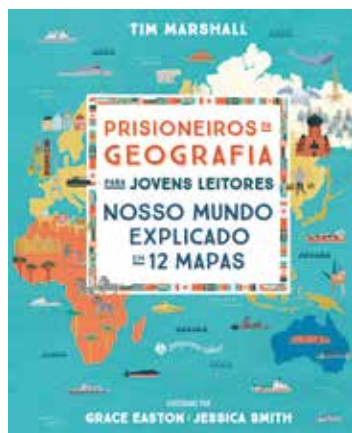 TIM MARSHALL
PRISIONEIROS DA
GEOGRAFIA
PARA JOVENS LEITORES
NOSSO MUNDO
EXPLICADO
EM 12 MAPAS
GRACE EASTON · JESSICA SMITH